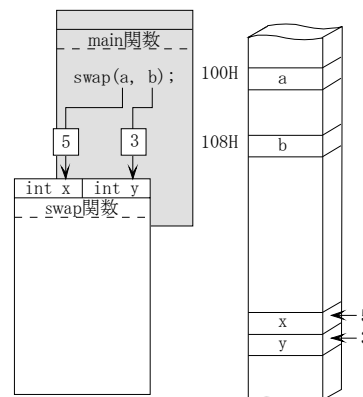 main関数
swap(a, b);
5 3
int x int y
swap関数
100H a
108H b
x 5
y